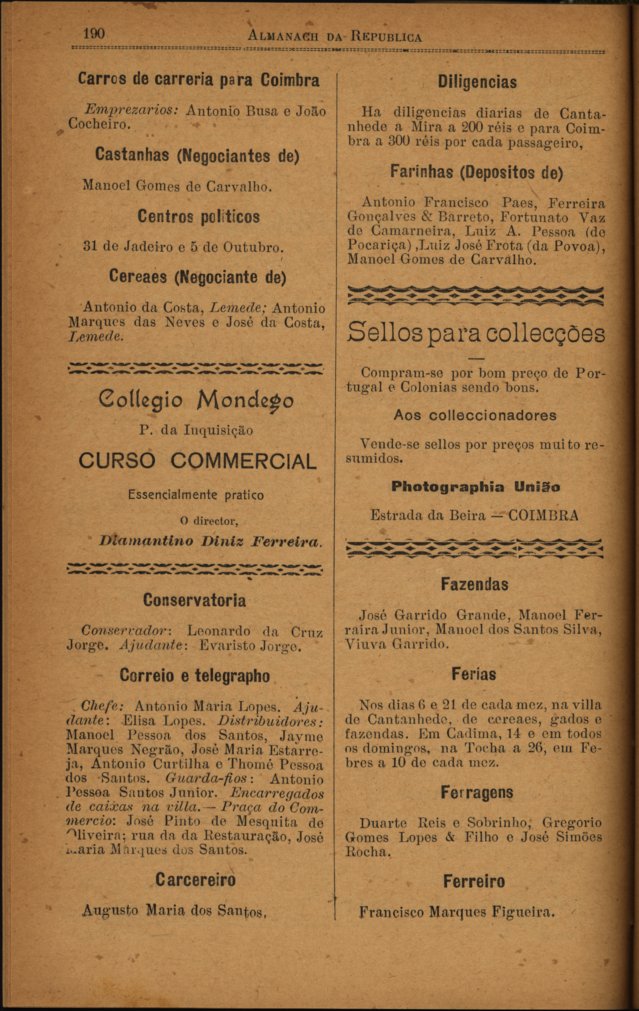 190
ALMANACH DA REPUBLICA
Carros de carreria para Coimbra
Emprezarios: Antonio Busa e João
Cocheiro.
Castanhas (Negociantes de)
Manoel Gomes de Carvalho.
Centros politicos
31 de Jadeiro e 5 de Outubro.
Cereaes (Negociante de)
Antonio da Costa, Lemede; Antonio
Marques das Neves e José da Costa,
Lemede.
Collegio Mondego
P. da Inquisição
CURSO COMMERCIAL
Essencialmente pratico
O director,
Diamantino Diniz Ferreira.
Conservatoria
Conservador: Leonardo da Cruz
Jorge. Ajudante: Evaristo Jorge.
Correio e telegrapho
Chefe: Antonio Maria Lopes. Aju-
dante: Elisa Lopes. Distribuidores:
Manoel Pessoa dos Santos, Jayme
Marques Negrão, José Maria Estarre-
ja, Antonio Curtilha e Thomé Pessoa
dos Santos. Guarda-fios: Antonio
Pessoa Santos Junior. Encarregados
de caixas na villa.— Praça do Com-
mercio: José Pinto de Mesquita de
Oliveira; rua da da Restauração, José
Maria Marques dos Santos.
Carcereiro
Augusto Maria dos Santos,
Diligencias
Ha diligencias diarias de Canta-
nhede a Mira a 200 réis e para Coim-
bra a 300 réis por cada passageiro,
Farinhas (Depositos de)
Antonio Francisco Paes, Ferreira
Gonçalves & Barreto, Fortunato Vaz
de Camarneira, Luiz A. Pessoa (de
Pocariça) ,Luiz José Frota (da Povoa),
Manoel Gomes de Carvalho.
Sellos para collecções
Compram-se por bom preço de Por-
tugal e Colonias sendo bons.
Aos colleccionadores
Vende-se sellos por preços muito re-
sumidos.
Photographia União
Estrada da Beira — COIMBRA
Fazendas
José Garrido Grande, Manoel Fer-
raira Junior, Manoel dos Santos Silva,
Viuva Garrido.
Ferias
Nos dias 6 e 21 de cada mez, na villa
de Cantanhede, de cereaes, gados e
fazendas. Em Cadima, 14 e em todos
os domingos, na Tocha a 26, em Fe-
bres a 10 de cada mez.
Ferragens
Duarte Reis e Sobrinho, Gregorio
Gomes Lopes & Filho e José Simões
Rocha.
Ferreiro
Francisco Marques Figueira.